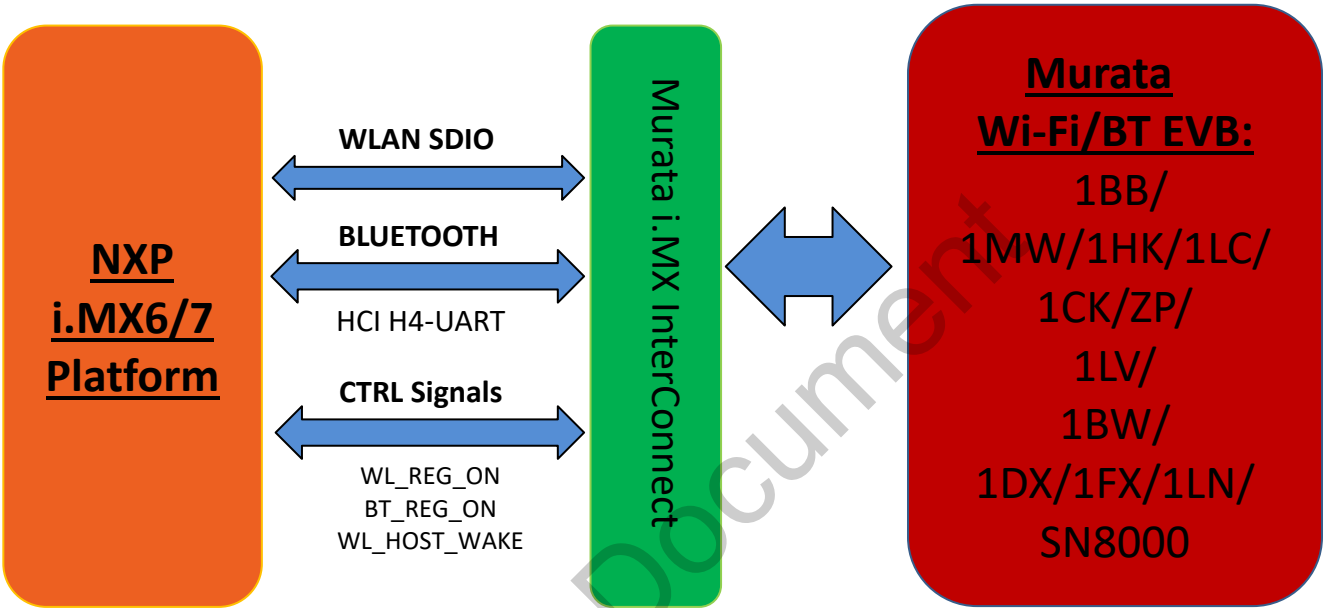 NXP
i.MX6/7
Platform
WLAN SDIO
BLUETOOTH
HCI H4-UART
CTRL Signals
WL_REG_ON
BT_REG_ON
WL_HOST_WAKE
Murata i.MX InterConnect
Murata
Wi-Fi/BT EVB:
1BB/
1MW/1HK/1LC/
1CK/ZP/
1LV/
1BW/
1DX/1FX/1LN/
SN8000
Document